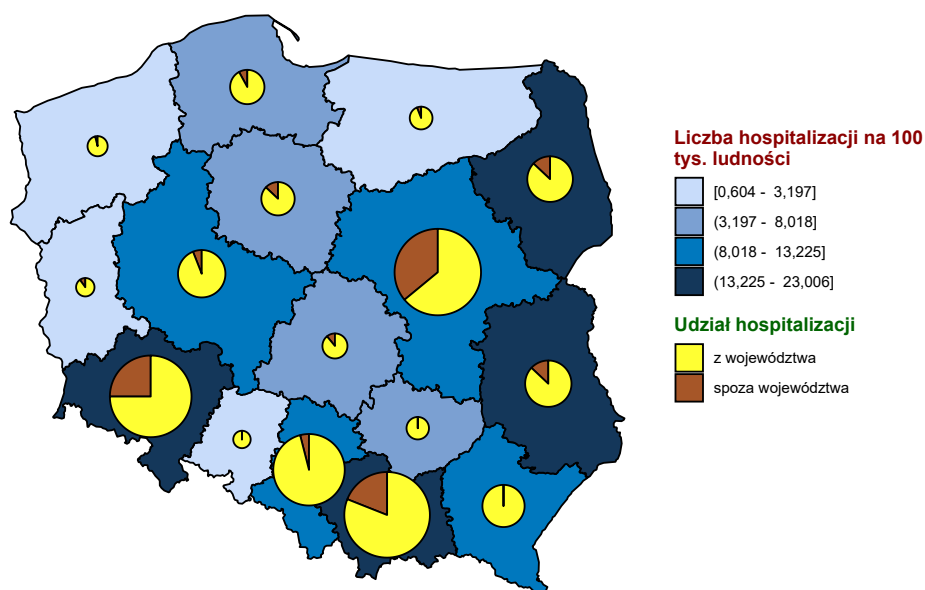 Liczba hospitalizacji na 100
tys. ludności
[0,604 - 3,197]
(3,197 - 8,018]
(8,018 - 13,225]
(13,225 - 23,006]
Udział hospitalizacji
z województwa
spoza województwa